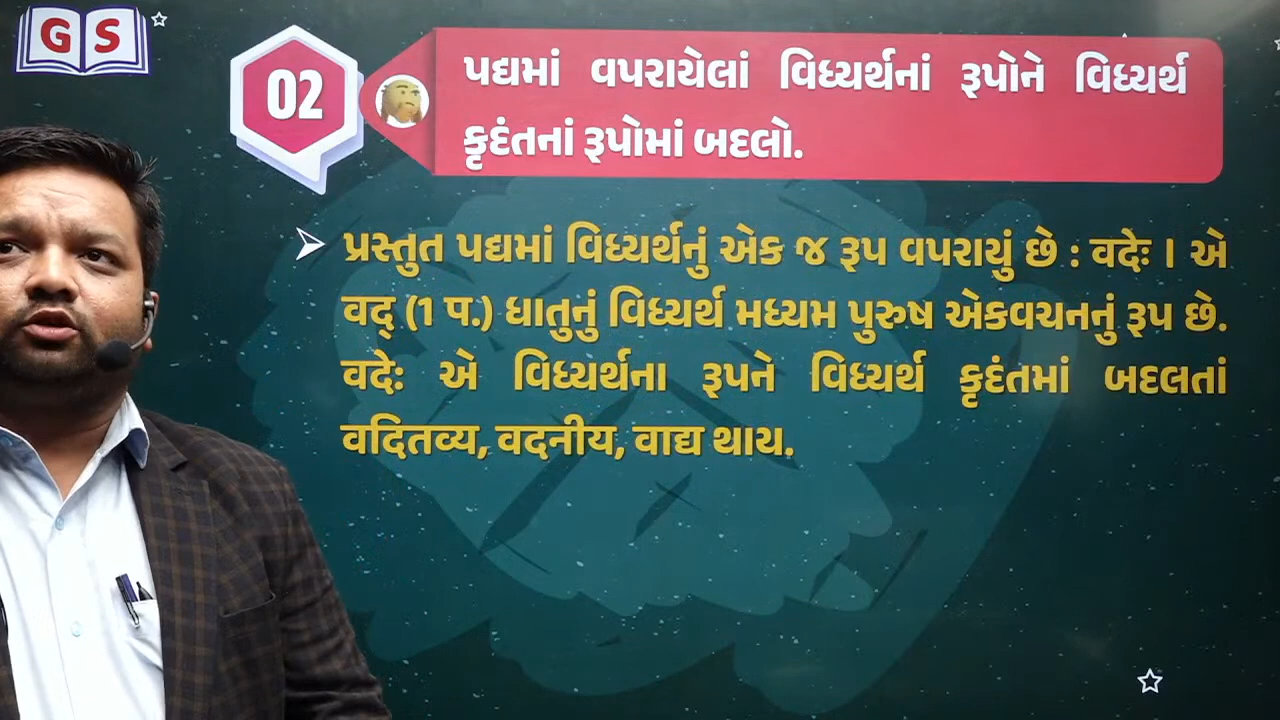 GS
02
પદ્યમાં વપરાયેલાં વિધ્યર્થનાં રૂપોને વિધ્યર્થ
કૃદંતનાં રૂપોમાં બદલો.
પ્રસ્તુત પદ્યમાં વિધ્યર્થનું એક જ રૂપ વપરાયું છે : વદેઃ । એ
વદ્ (1 પ.) ધાતુનું વિધ્યર્થ મધ્યમ પુરુષ એકવચનનું રૂપ છે.
વદેઃ એ વિધ્યર્થના રૂપને વિધ્યર્થ કૃદંતમાં બદલતાં
વદિતવ્ય, વદનીય, વાદ્ય થાય.